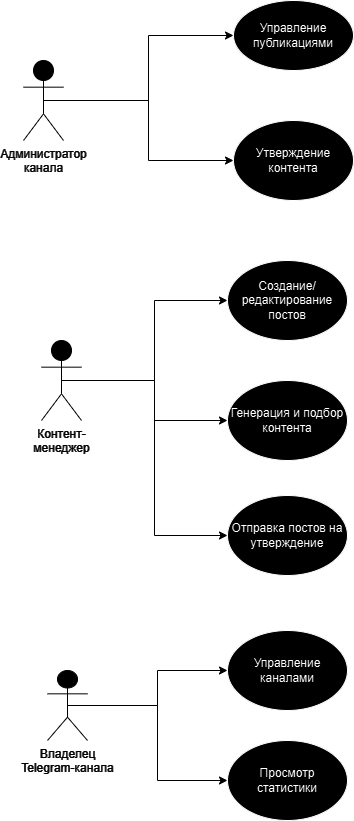 Управление
публикациями
Администратор
канала
Утверждение
контента
Создание/
редактирование
постов
Контент-
менеджер
Генерация и подбор
контента
Отправка постов на
утверждение
Управление
каналами
Владелец
Telegram-канала
Просмотр
статистики